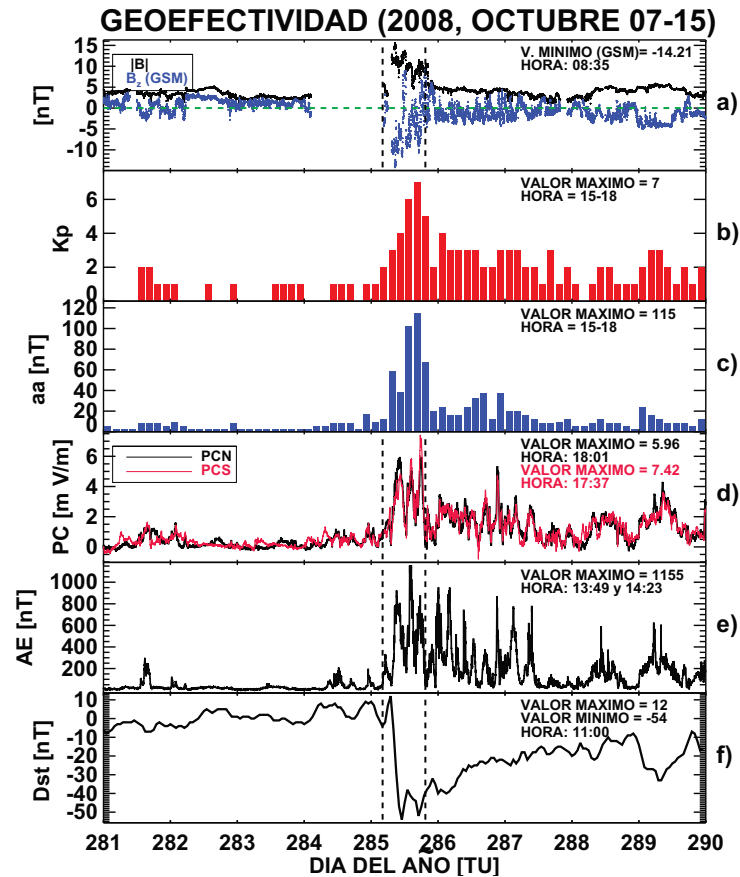 GEOEFECTIVIDAD (2008, OCTUBRE 07-15)
15
10
5
0
-5
-10
[nT]
|B|
Bz (GSM)
V. MINIMO (GSM)= -14.21
HORA: 08:35
a)
6
4
2
0
Kp
VALOR MAXIMO = 7
HORA = 15-18
b)
120
100
80
60
40
20
0
aa [nT]
VALOR MAXIMO = 115
HORA = 15-18
c)
6
4
2
0
PC [m V/m]
PCN
PCS
VALOR MAXIMO = 5.96
HORA: 18:01
VALOR MAXIMO = 7.42
HORA: 17:37
d)
1000
800
600
400
200
0
AE [nT]
VALOR MAXIMO = 1155
HORA: 13:49 y 14:23
e)
10
0
-10
-20
-30
-40
-50
Dst [nT]
VALOR MAXIMO = 12
VALOR MINIMO = -54
HORA: 11:00
f)
281 282 283 284 285 286 287 288 289 290
DIA DEL AÑO [TU]